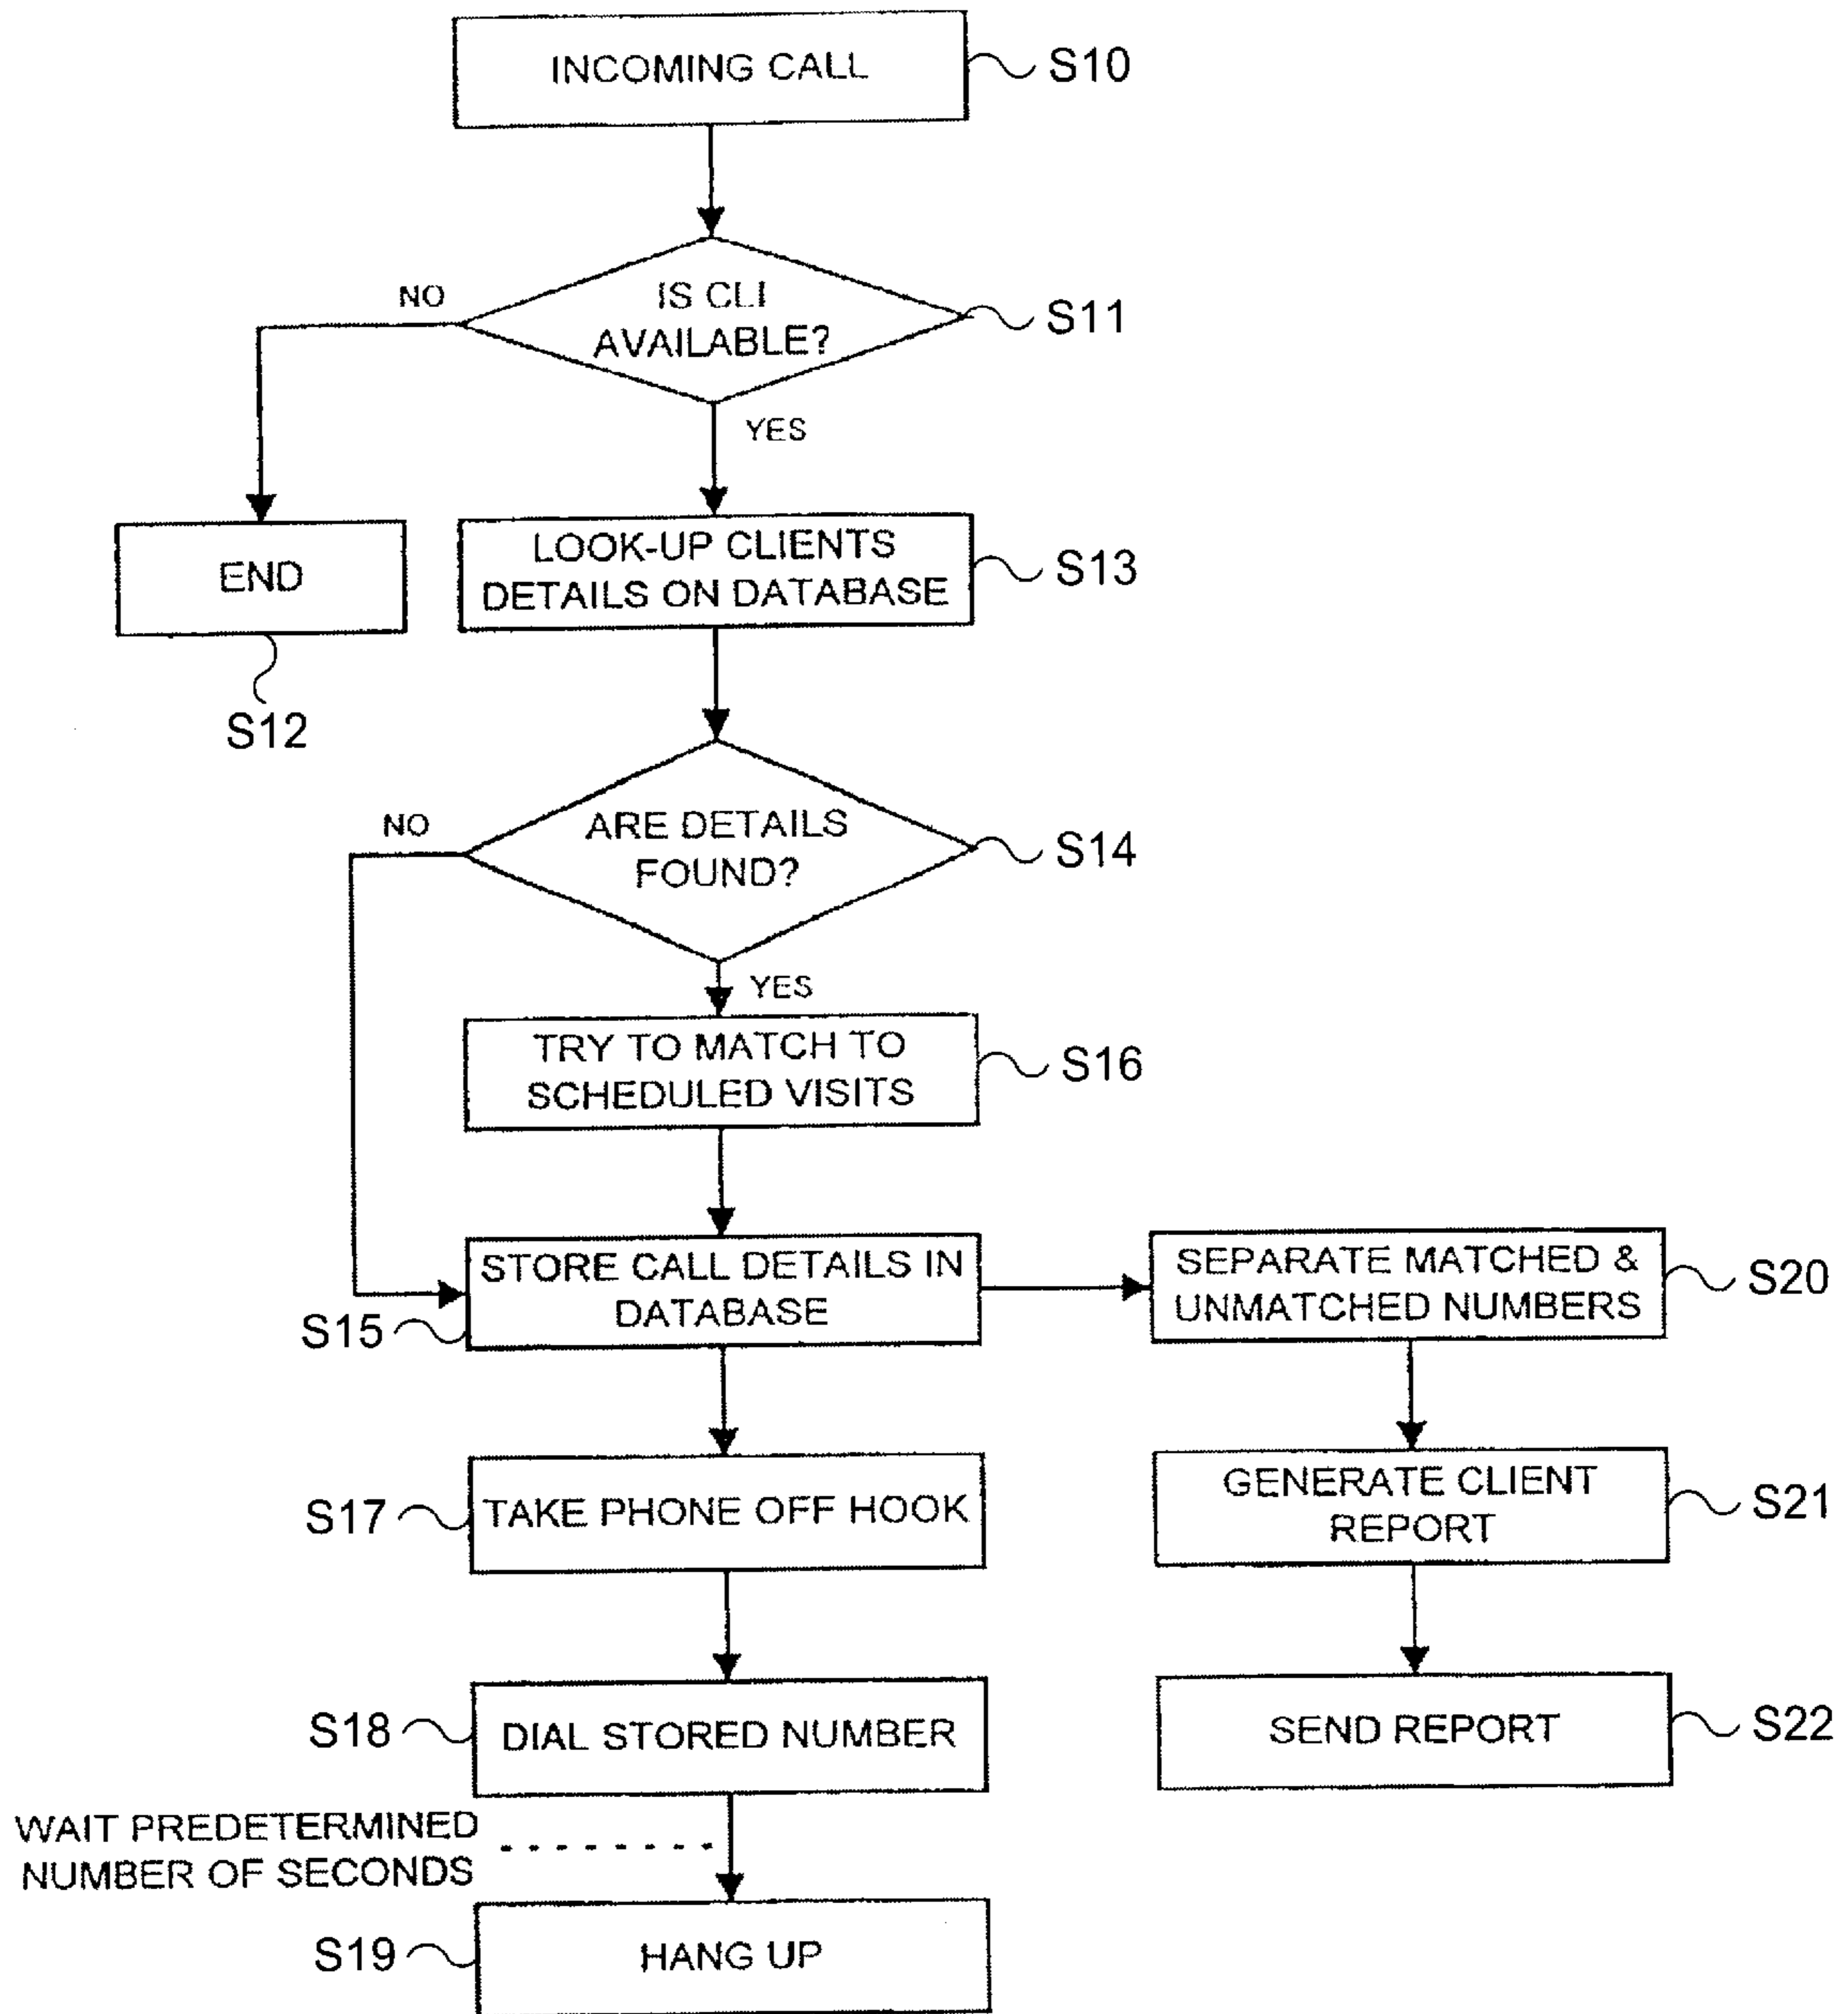 INCOMING CALL
S10
IS CLI
AVAILABLE?
S11
NO
YES
END
S12
LOOK-UP CLIENTS
DETAILS ON DATABASE
S13
ARE DETAILS
FOUND?
S14
NO
YES
TRY TO MATCH TO
SCHEDULED VISITS
S16
STORE CALL DETAILS IN
DATABASE
S15
SEPARATE MATCHED &
UNMATCHED NUMBERS
S20
TAKE PHONE OFF HOOK
S17
GENERATE CLIENT
REPORT
S21
DIAL STORED NUMBER
S18
SEND REPORT
S22
WAIT PREDETERMINED
NUMBER OF SECONDS
HANG UP
S19